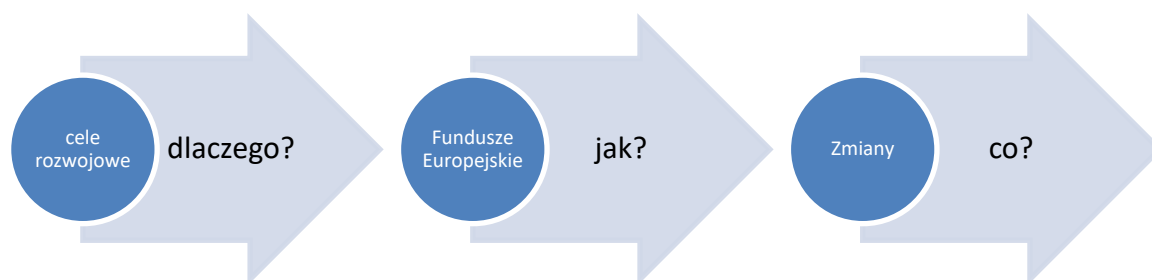 cele
rozwojowe
dlaczego?
Fundusze
Europejskie
jak?
Zmiany
co?